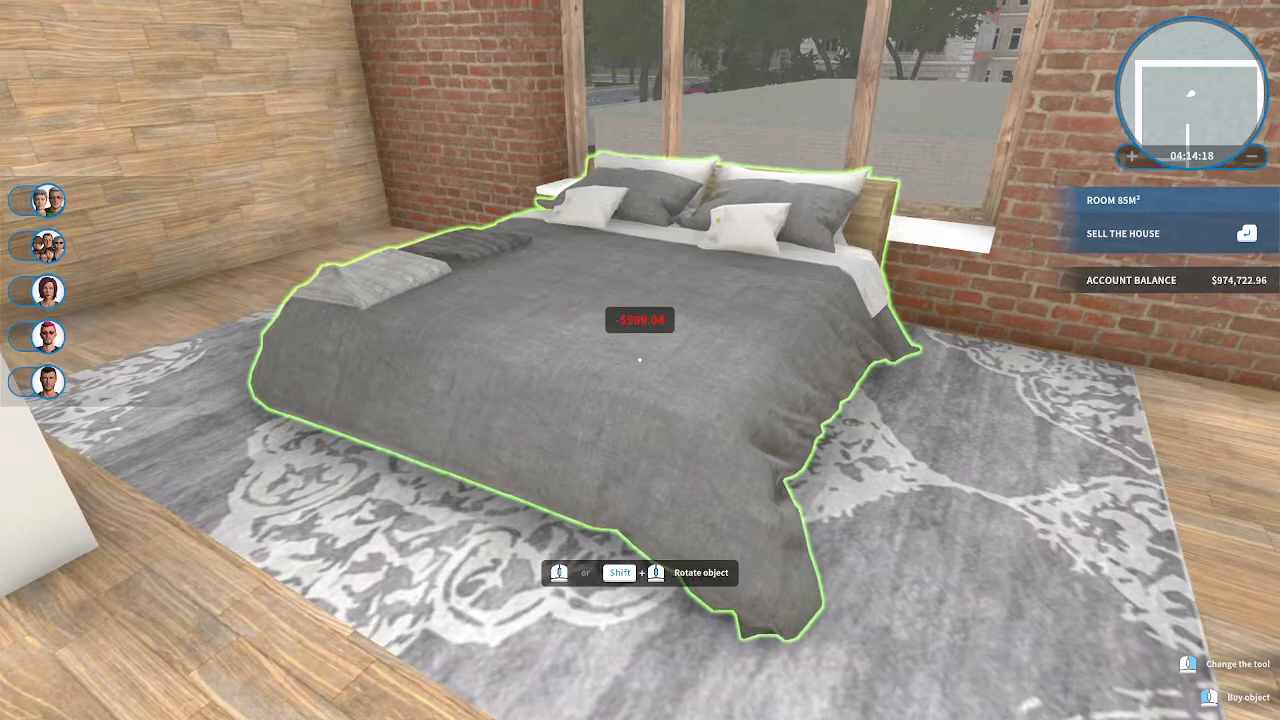 04:14:18
ROOM 85M²
SELL THE HOUSE
ACCOUNT BALANCE $974,722.96
-$589.04
or Shift + Rotate object
Change the tool
Buy object